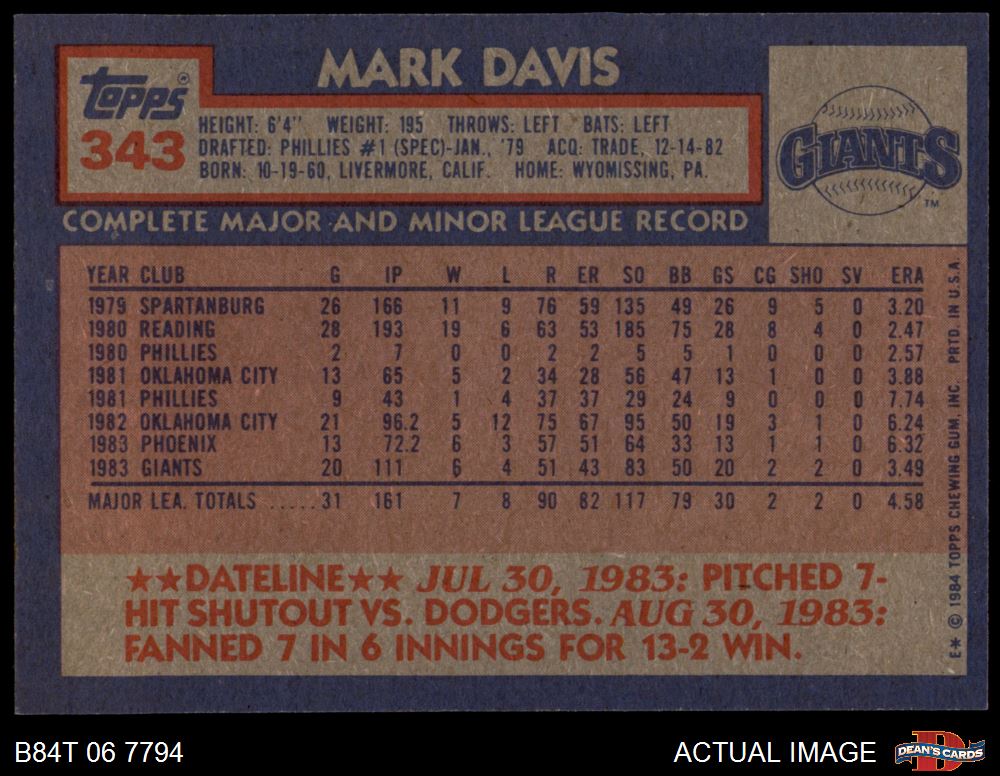 MARK DAVIS
Topps®
343
HEIGHT: 6'4" WEIGHT: 195 THROWS: LEFT BATS: LEFT
DRAFTED: PHILLIES #1 (SPEC)-JAN., '79 ACQ: TRADE, 12-14-82
BORN: 10-19-60, LIVERMORE, CALIF. HOME: WYOMISSING, PA.
GIANTS
TM
COMPLETE MAJOR AND MINOR LEAGUE RECORD
YEAR CLUB G IP W L R ER SO BB GS CG SHO SV ERA
1979 SPARTANBURG 26 166 11 9 76 59 135 49 26 9 5 0 3.20
1980 READING 28 193 19 6 63 53 185 75 28 8 4 0 2.47
1980 PHILLIES 2 7 0 0 2 2 5 5 1 0 0 0 2.57
1981 OKLAHOMA CITY 13 65 5 2 34 28 56 47 13 1 0 0 3.88
1981 PHILLIES 9 43 1 4 37 37 29 24 9 0 0 0 7.74
1982 OKLAHOMA CITY 21 96.2 5 12 75 67 95 50 19 3 1 0 6.24
1983 PHOENIX 13 72.2 6 3 57 51 64 33 13 1 1 0 6.32
1983 GIANTS 20 111 6 4 51 43 83 50 20 2 2 0 3.49
MAJOR LEA. TOTALS .....31 161 7 8 90 82 117 79 30 2 2 0 4.58
★★DATELINE★★ JUL 30, 1983: PITCHED 7-
HIT SHUTOUT VS. DODGERS. AUG 30, 1983:
FANNED 7 IN 6 INNINGS FOR 13-2 WIN.
E* © 1984 TOPPS CHEWING GUM, INC. PRTD. IN U.S.A.
B84T 06 7794
ACTUAL IMAGE
DEAN'S CARDS